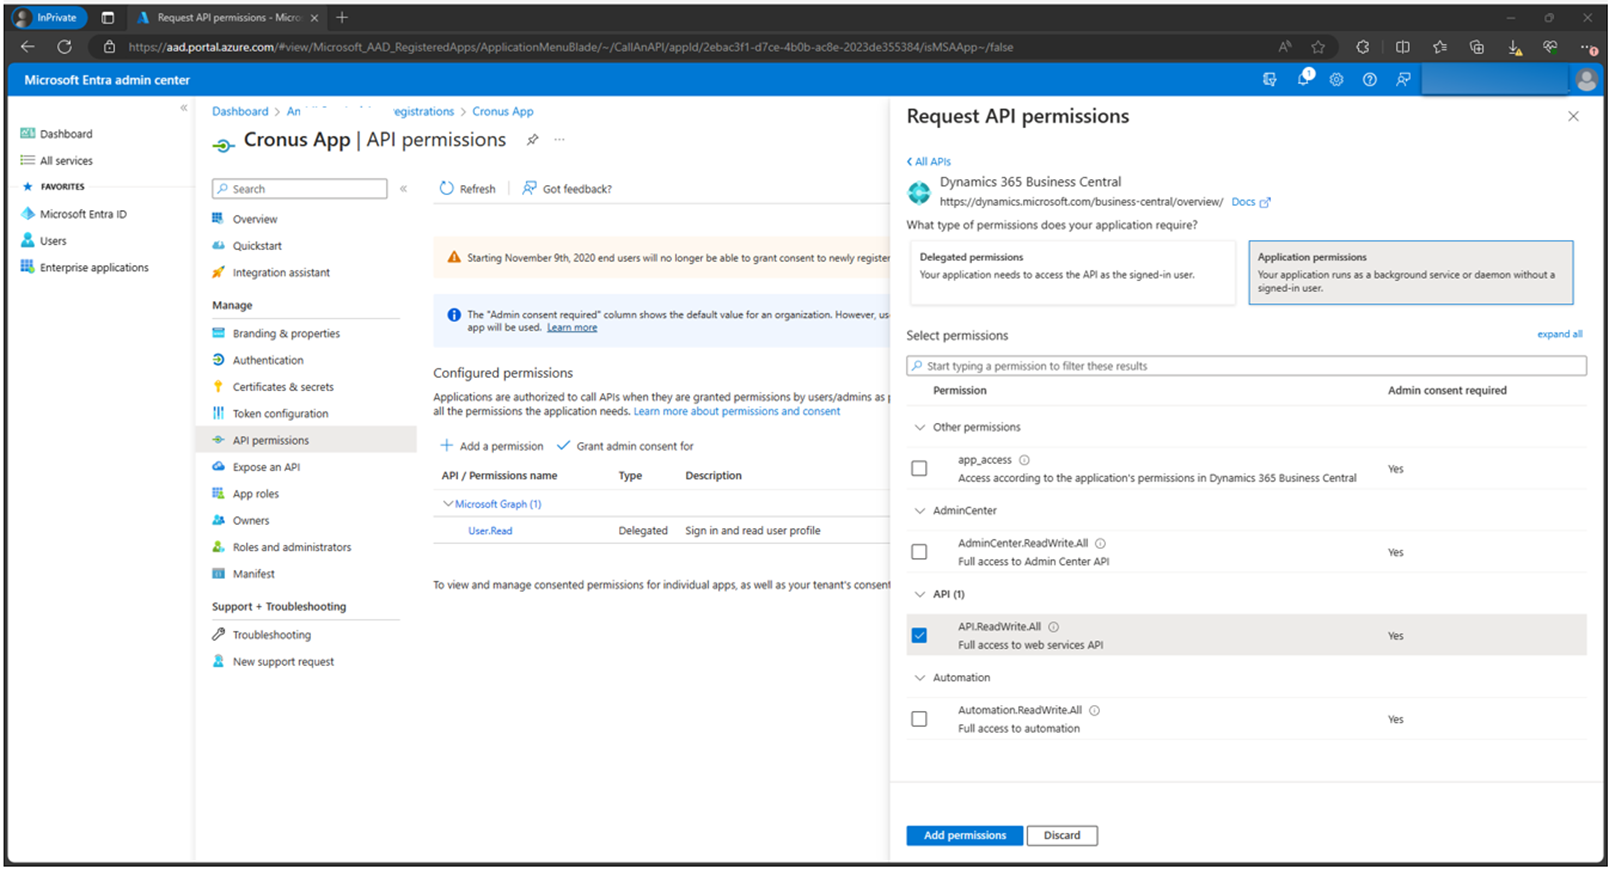 InPrivate
Request API permissions - Micro
https://aad.portal.azure.com/#view/Microsoft_AAD_RegisteredApps/ApplicationMenuBlade/~/CallAnAPI/appId/2ebac3f1-d7ce-4b0b-ac8e-2023de355384/isMSAApp~/false
Microsoft Entra admin center
1
Dashboard
All services
FAVORITES
Microsoft Entra ID
Users
Enterprise applications
Dashboard > An egistrations > Cronus App
Cronus App | API permissions
Search
Overview
Quickstart
Integration assistant
Manage
Branding & properties
Authentication
Certificates & secrets
Token configuration
API permissions
Expose an API
App roles
Owners
Roles and administrators
Manifest
Support + Troubleshooting
Troubleshooting
New support request
Refresh
Got feedback?
Starting November 9th, 2020 end users will no longer be able to grant consent to newly register
The "Admin consent required" column shows the default value for an organization. However, us
app will be used. Learn more
Configured permissions
Applications are authorized to call APIs when they are granted permissions by users/admins as p
all the permissions the application needs. Learn more about permissions and consent
Add a permission
Grant admin consent for
API / Permissions name Type Description
Microsoft Graph (1)
User.Read Delegated Sign in and read user profile
To view and manage consented permissions for individual apps, as well as your tenant's consent
Request API permissions
All APIs
Dynamics 365 Business Central
https://dynamics.microsoft.com/business-central/overview/ Docs
What type of permissions does your application require?
Delegated permissions
Your application needs to access the API as the signed-in user.
Application permissions
Your application runs as a background service or daemon without a
signed-in user.
Select permissions
expand all
Start typing a permission to filter these results
Permission Admin consent required
Other permissions
app_access
Access according to the application's permissions in Dynamics 365 Business Central
Yes
AdminCenter
AdminCenter.ReadWrite.All
Full access to Admin Center API
Yes
API (1)
API.ReadWrite.All
Full access to web services API
Yes
Automation
Automation.ReadWrite.All
Full access to automation
Yes
Add permissions
Discard